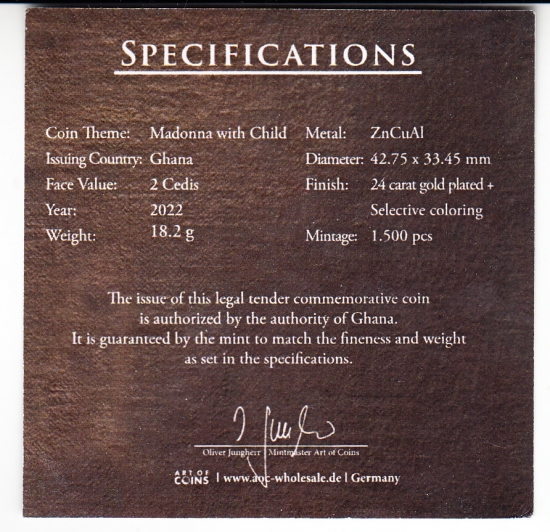 SPECIFICATIONS
Coin Theme: Madonna with Child Metal: ZnCuAl
Issuing Country: Ghana Diameter: 42.75 x 33.45 mm
Face Value: 2 Cedis Finish: 24 carat gold plated +
Year: 2022 Selective coloring
Weight: 18.2 g Mintage: 1.500 pcs
The issue of this legal tender commemorative coin
is authorized by the authority of Ghana.
It is guaranteed by the mint to match the fineness and weight
as set in the specifications.
Oliver Jungherr | Mintmaster Art of Coins
ART OF COINS | www.aoc-wholesale.de | Germany